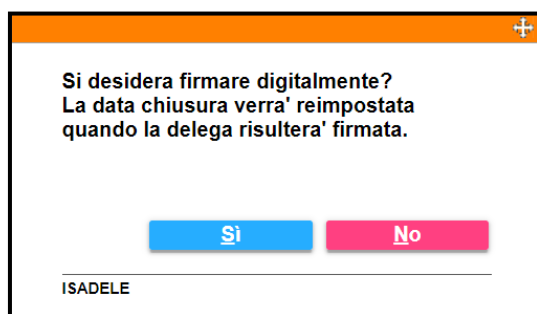 Si desidera firmare digitalmente?
La data chiusura verra' reimpostata
quando la delega risultera' firmata.
Sì No
ISADELE